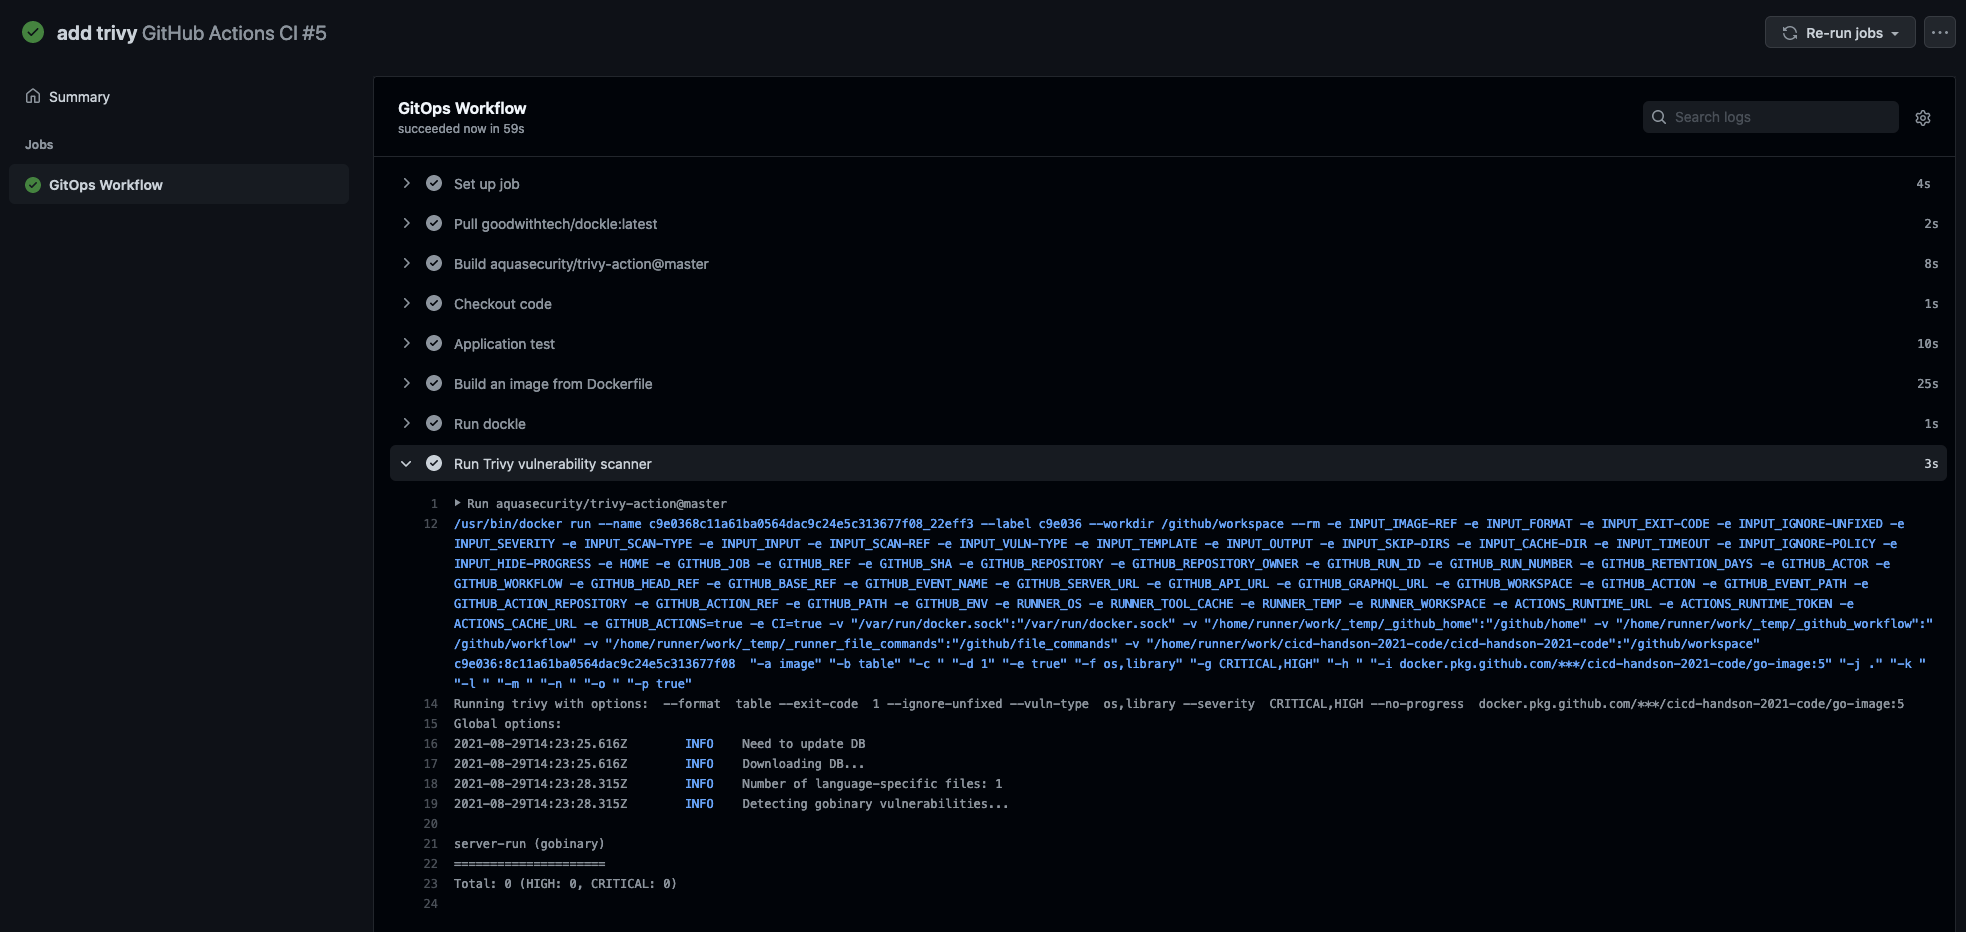 add trivy GitHub Actions CI #5
Re-run jobs
Summary
Jobs
GitOps Workflow
GitOps Workflow
succeeded now in 59s
Search logs
Set up job 4s
Pull goodwithtech/dockle:latest 2s
Build aquasecurity/trivy-action@master 8s
Checkout code 1s
Application test 10s
Build an image from Dockerfile 25s
Run dockle 1s
Run Trivy vulnerability scanner 3s
1 Run aquasecurity/trivy-action@master
12 /usr/bin/docker run --name c9e0368c11a61ba0564dac9c24e5c313677f08_22eff3 --label c9e036 --workdir /github/workspace --rm -e INPUT_IMAGE-REF -e INPUT_FORMAT -e INPUT_EXIT-CODE -e INPUT_IGNORE-UNFIXED -e
INPUT_SEVERITY -e INPUT_SCAN-TYPE -e INPUT_INPUT -e INPUT_SCAN-REF -e INPUT_VULN-TYPE -e INPUT_TEMPLATE -e INPUT_OUTPUT -e INPUT_SKIP-DIRS -e INPUT_CACHE-DIR -e INPUT_TIMEOUT -e INPUT_IGNORE-POLICY -e
INPUT_HIDE-PROGRESS -e HOME -e GITHUB_JOB -e GITHUB_REF -e GITHUB_SHA -e GITHUB_REPOSITORY -e GITHUB_REPOSITORY_OWNER -e GITHUB_RUN_ID -e GITHUB_RUN_NUMBER -e GITHUB_RETENTION_DAYS -e GITHUB_ACTOR -e
GITHUB_WORKFLOW -e GITHUB_HEAD_REF -e GITHUB_BASE_REF -e GITHUB_EVENT_NAME -e GITHUB_SERVER_URL -e GITHUB_API_URL -e GITHUB_GRAPHQL_URL -e GITHUB_WORKSPACE -e GITHUB_ACTION -e GITHUB_EVENT_PATH -e
GITHUB_ACTION_REPOSITORY -e GITHUB_ACTION_REF -e GITHUB_PATH -e GITHUB_ENV -e RUNNER_OS -e RUNNER_TOOL_CACHE -e RUNNER_TEMP -e RUNNER_WORKSPACE -e ACTIONS_RUNTIME_URL -e ACTIONS_RUNTIME_TOKEN -e
ACTIONS_CACHE_URL -e GITHUB_ACTIONS=true -e CI=true -v "/var/run/docker.sock":"/var/run/docker.sock" -v "/home/runner/work/_temp/_github_home":"/github/home" -v "/home/runner/work/_temp/_github_workflow":"
/github/workflow" -v "/home/runner/work/_temp/_runner_file_commands":"/github/file_commands" -v "/home/runner/work/cicd-handson-2021-code/cicd-handson-2021-code":"/github/workspace"
c9e036:8c11a61ba0564dac9c24e5c313677f08 "-a image" "-b table" "-c " "-d 1" "-e true" "-f os,library" "-g CRITICAL,HIGH" "-h " "-i docker.pkg.github.com/***/cicd-handson-2021-code/go-image:5" "-j ." "-k "
"-l " "-m " "-n " "-o " "-p true"
14 Running trivy with options: --format table --exit-code 1 --ignore-unfixed --vuln-type os,library --severity CRITICAL,HIGH --no-progress docker.pkg.github.com/***/cicd-handson-2021-code/go-image:5
15 Global options:
16 2021-08-29T14:23:25.616Z INFO Need to update DB
17 2021-08-29T14:23:25.616Z INFO Downloading DB...
18 2021-08-29T14:23:28.315Z INFO Number of language-specific files: 1
19 2021-08-29T14:23:28.315Z INFO Detecting gobinary vulnerabilities...
20
21 server-run (gobinary)
22 =====================
23 Total: 0 (HIGH: 0, CRITICAL: 0)
24